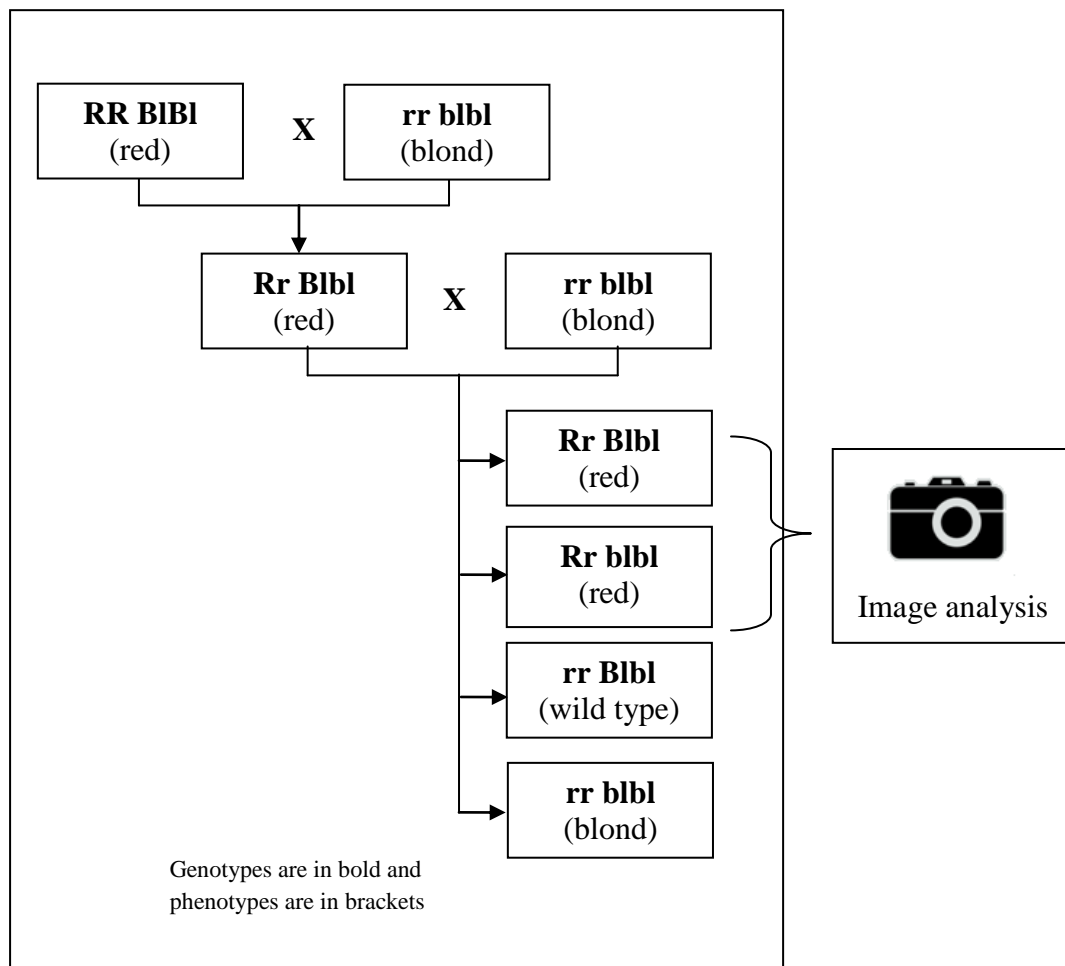 RR BlBl
(red)
X
rr blbl
(blond)
Rr Blbl
(red)
X
rr blbl
(blond)
Rr Blbl
(red)
Rr blbl
(red)
Image analysis
rr Blbl
(wild type)
rr blbl
(blond)
Genotypes are in bold and
phenotypes are in brackets